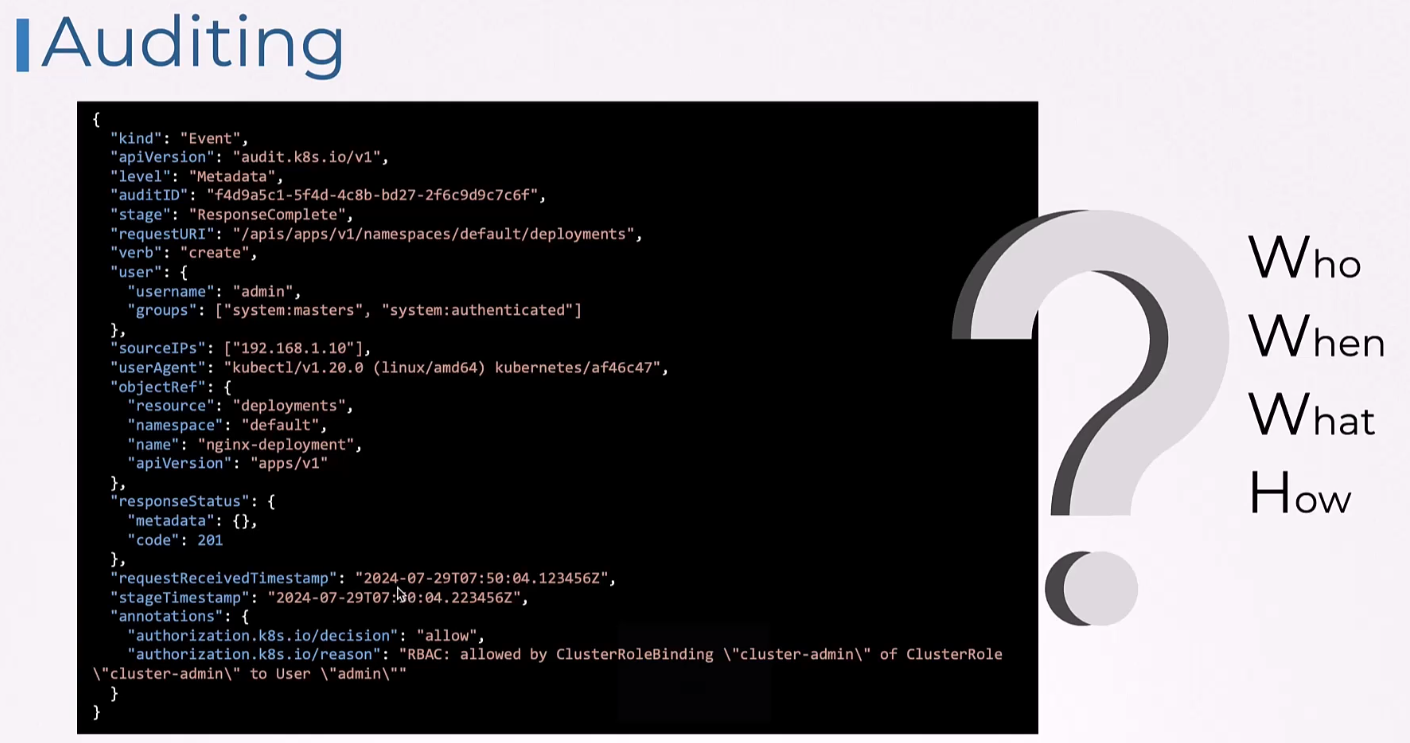 Auditing
{
"kind": "Event",
"apiVersion": "audit.k8s.io/v1",
"level": "Metadata",
"auditID": "f4d9a5c1-5f4d-4c8b-bd27-2f6c9d9c7c6f",
"stage": "ResponseComplete",
"requestURI": "/apis/apps/v1/namespaces/default/deployments",
"verb": "create",
"user": {
"username": "admin",
"groups": ["system:masters", "system:authenticated"]
},
"sourceIPs": ["192.168.1.10"],
"userAgent": "kubectl/v1.20.0 (linux/amd64) kubernetes/af46c47",
"objectRef": {
"resource": "deployments",
"namespace": "default",
"name": "nginx-deployment",
"apiVersion": "apps/v1"
},
"responseStatus": {
"metadata": {},
"code": 201
},
"requestReceivedTimestamp": "2024-07-29T07:50:04.123456Z",
"stageTimestamp": "2024-07-29T07:50:04.223456Z",
"annotations": {
"authorization.k8s.io/decision": "allow",
"authorization.k8s.io/reason": "RBAC: allowed by ClusterRoleBinding \"cluster-admin\" of ClusterRole
\"cluster-admin\" to User \"admin\""
}
}
?
Who
When
What
How